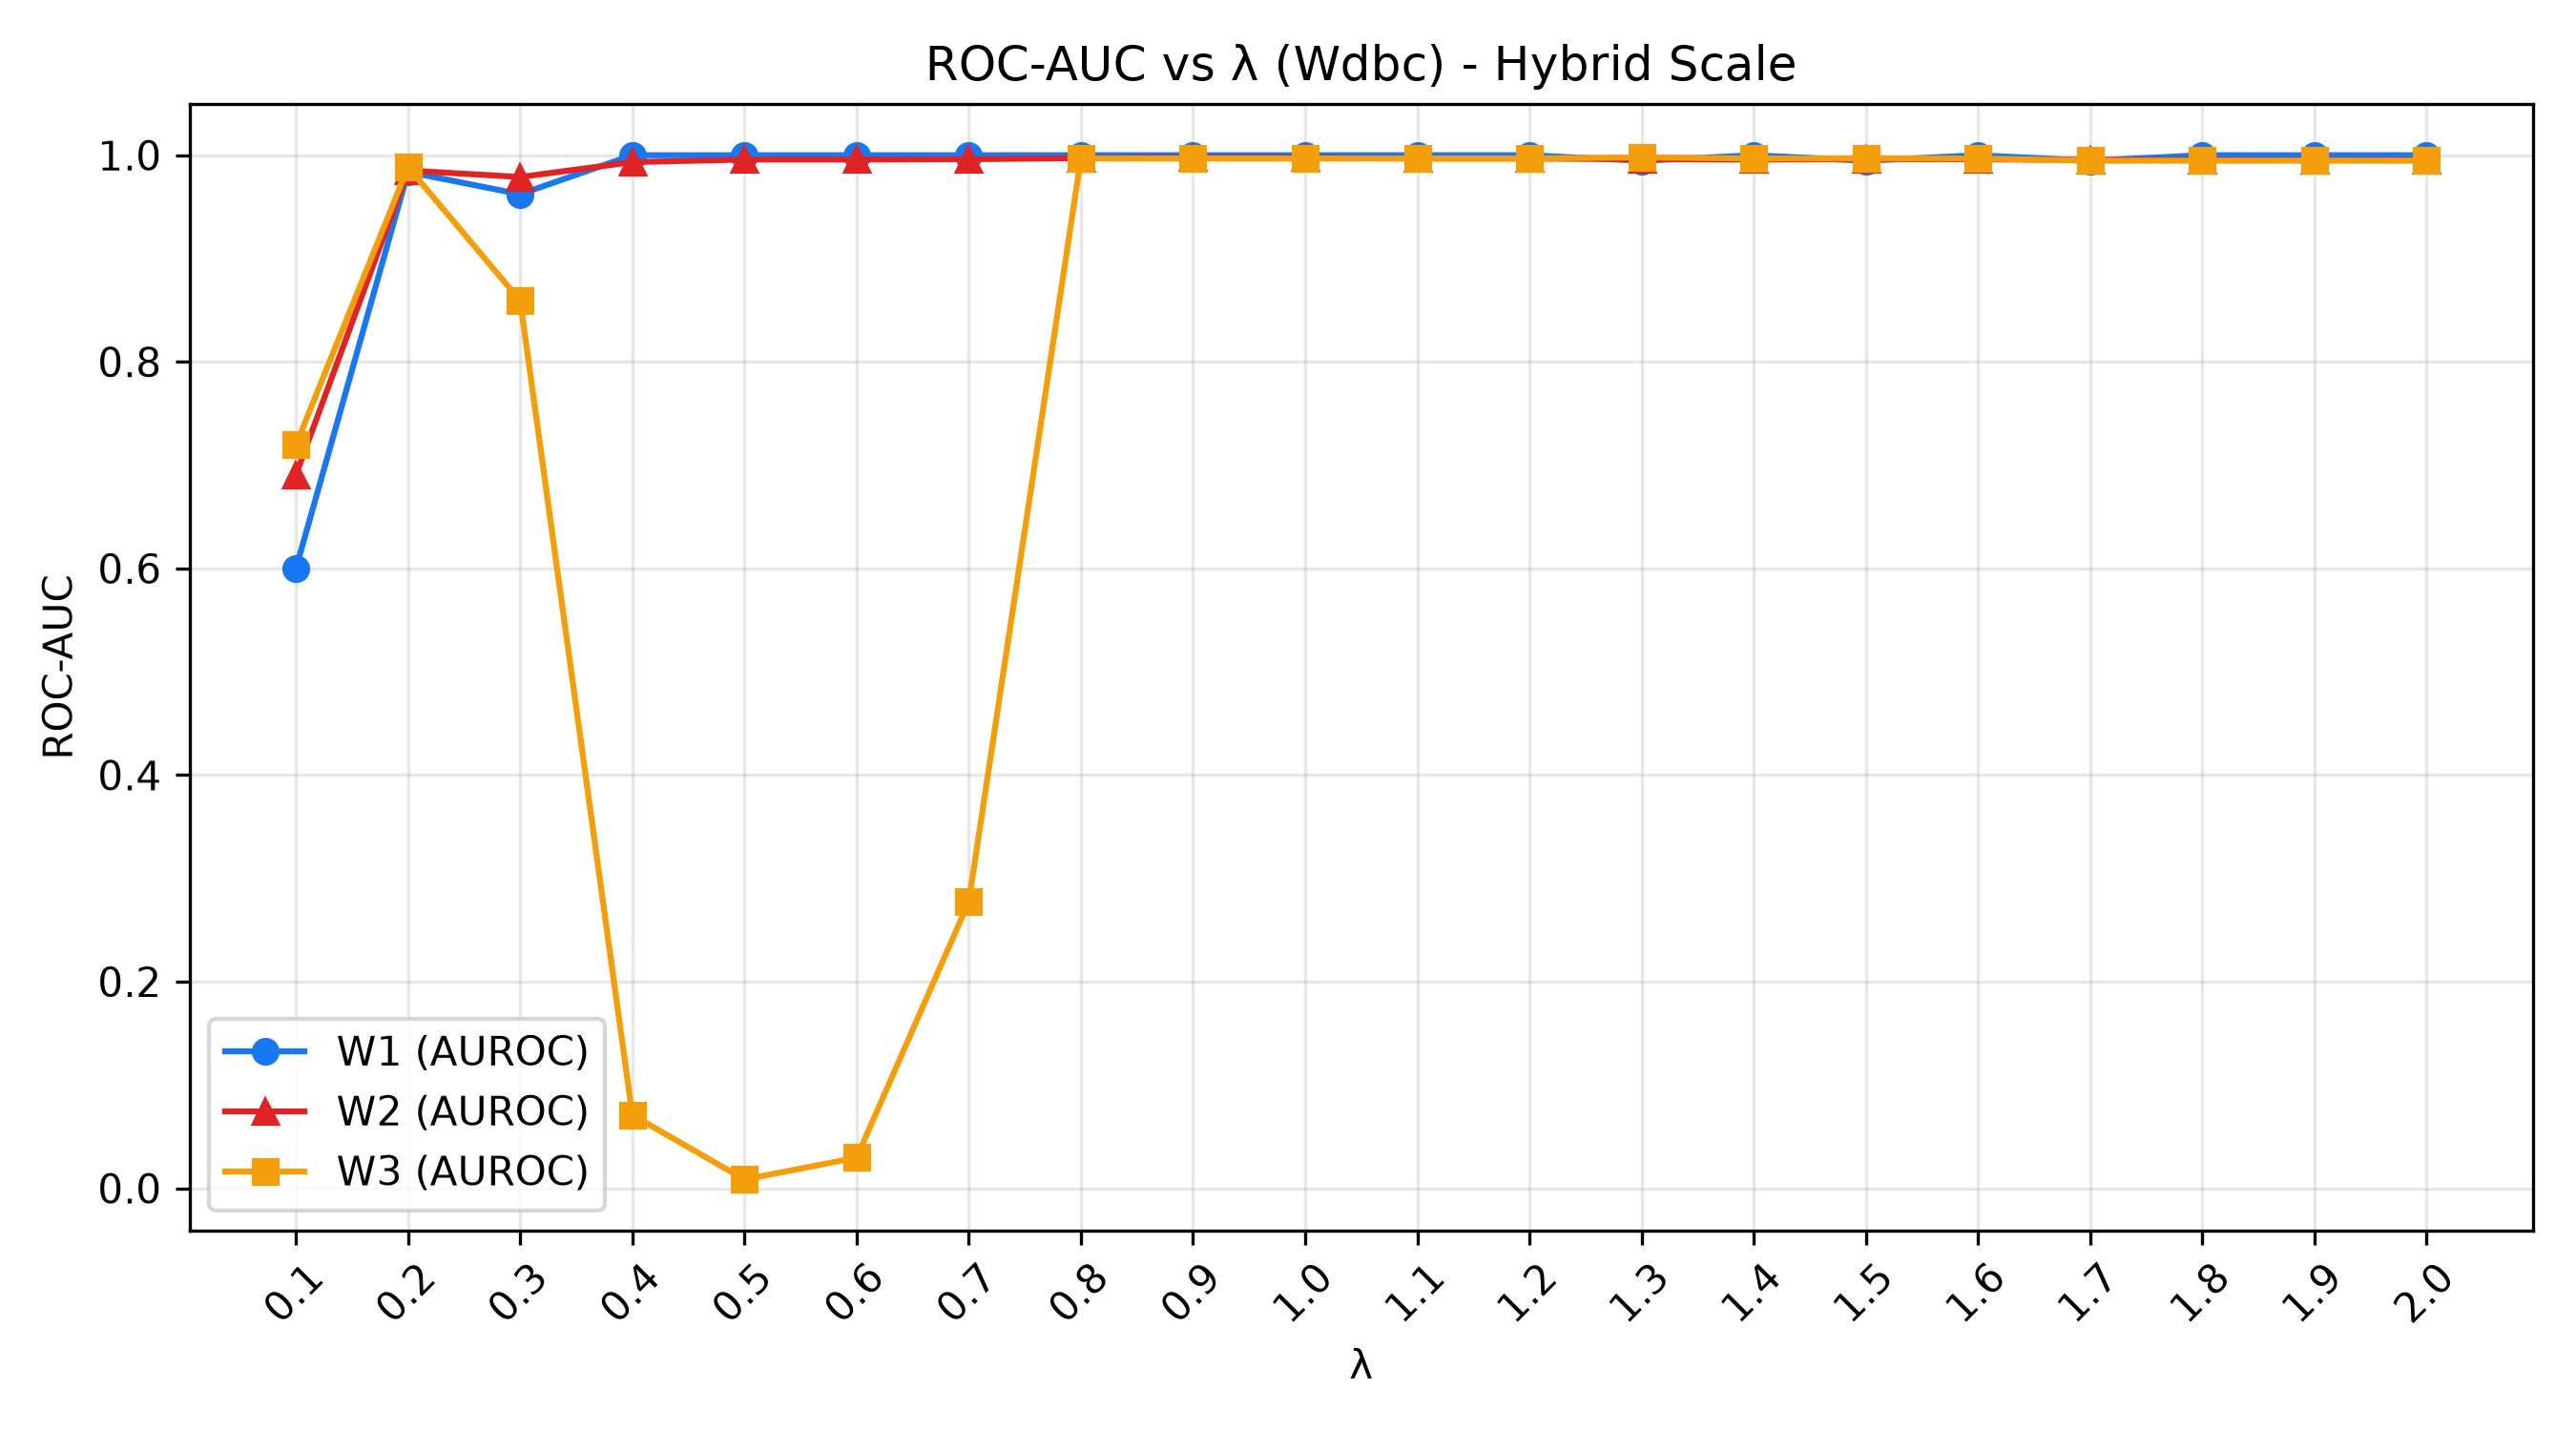 ROC-AUC vs λ (Wdbc) - Hybrid Scale
ROC-AUC
1.0
0.8
0.6
0.4
0.2
0.0
W1 (AUROC)
W2 (AUROC)
W3 (AUROC)
0.1 0.2 0.3 0.4 0.5 0.6 0.7 0.8 0.9 1.0 1.1 1.2 1.3 1.4 1.5 1.6 1.7 1.8 1.9 2.0
λ